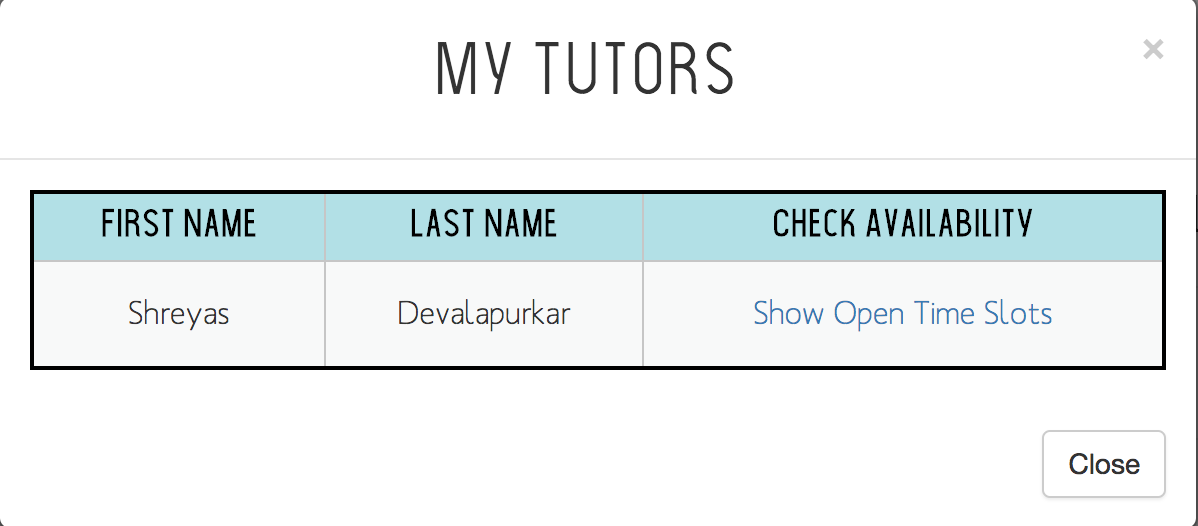 MY TUTORS
×
FIRST NAME LAST NAME CHECK AVAILABILITY
Shreyas Devalapurkar Show Open Time Slots
Close